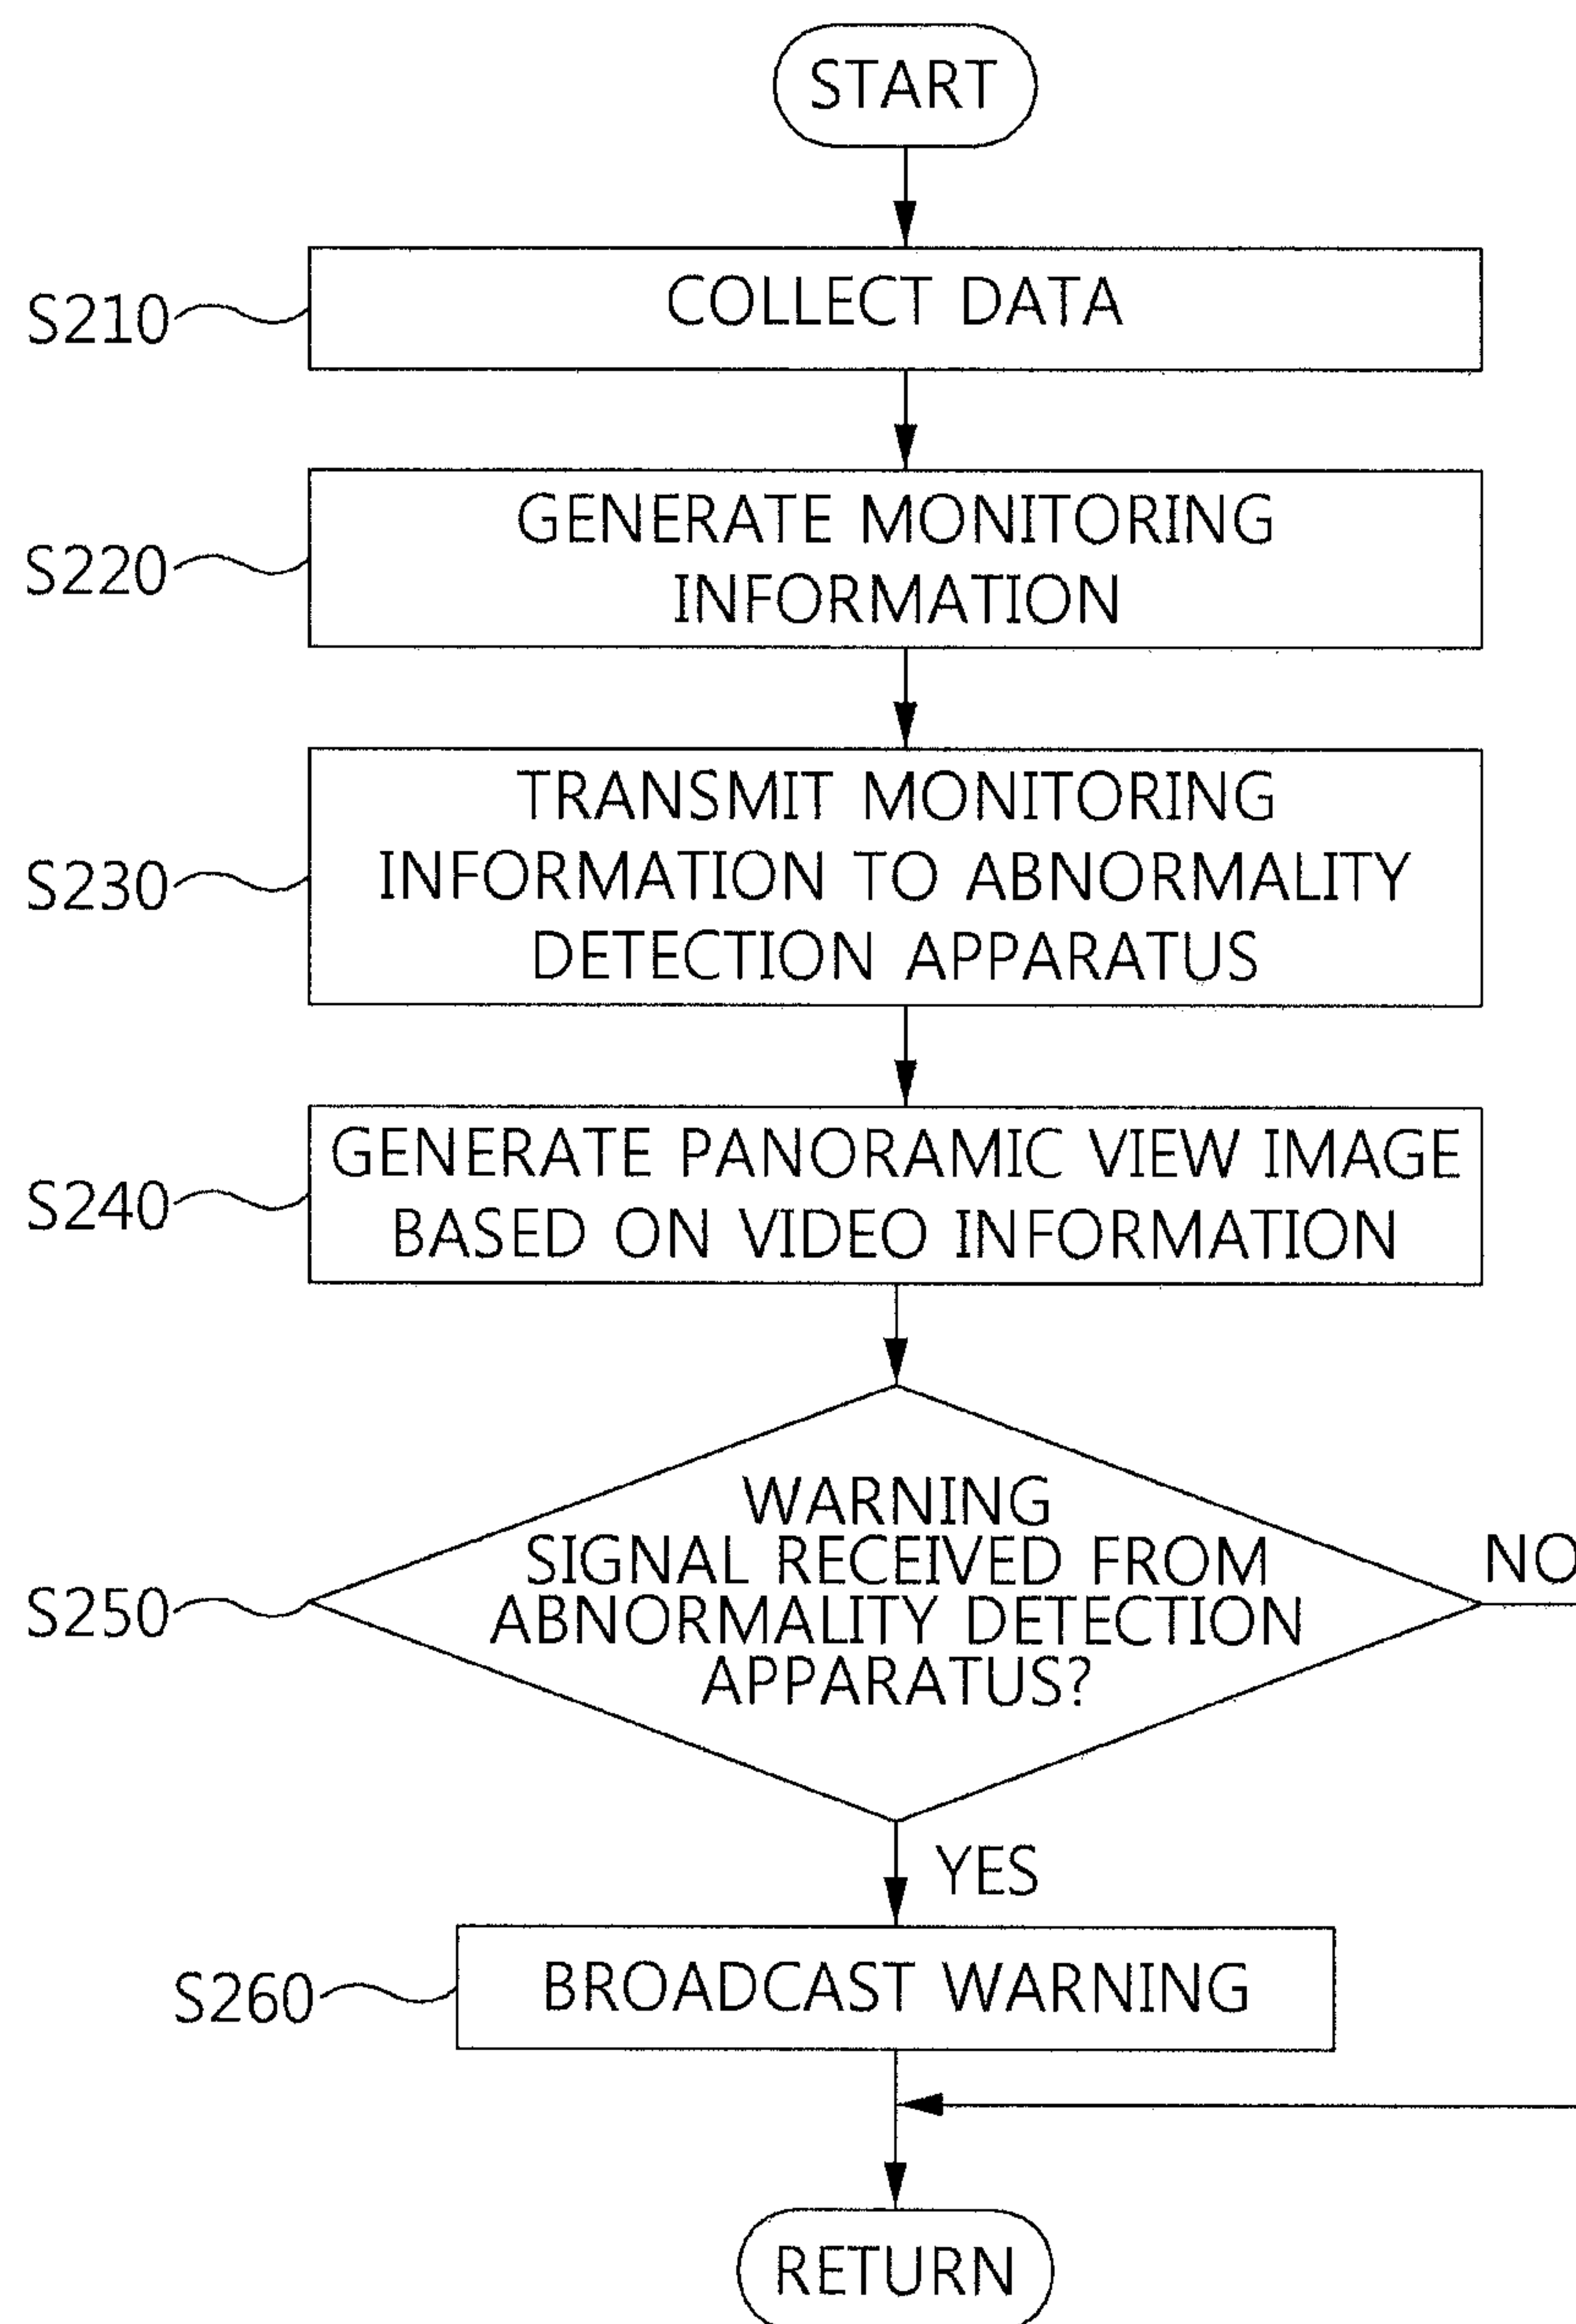 START
S210
COLLECT DATA
S220
GENERATE MONITORING
INFORMATION
S230
TRANSMIT MONITORING
INFORMATION TO ABNORMALITY
DETECTION APPARATUS
S240
GENERATE PANORAMIC VIEW IMAGE
BASED ON VIDEO INFORMATION
S250
WARNING
SIGNAL RECEIVED FROM
ABNORMALITY DETECTION
APPARATUS?
NO
YES
S260
BROADCAST WARNING
RETURN